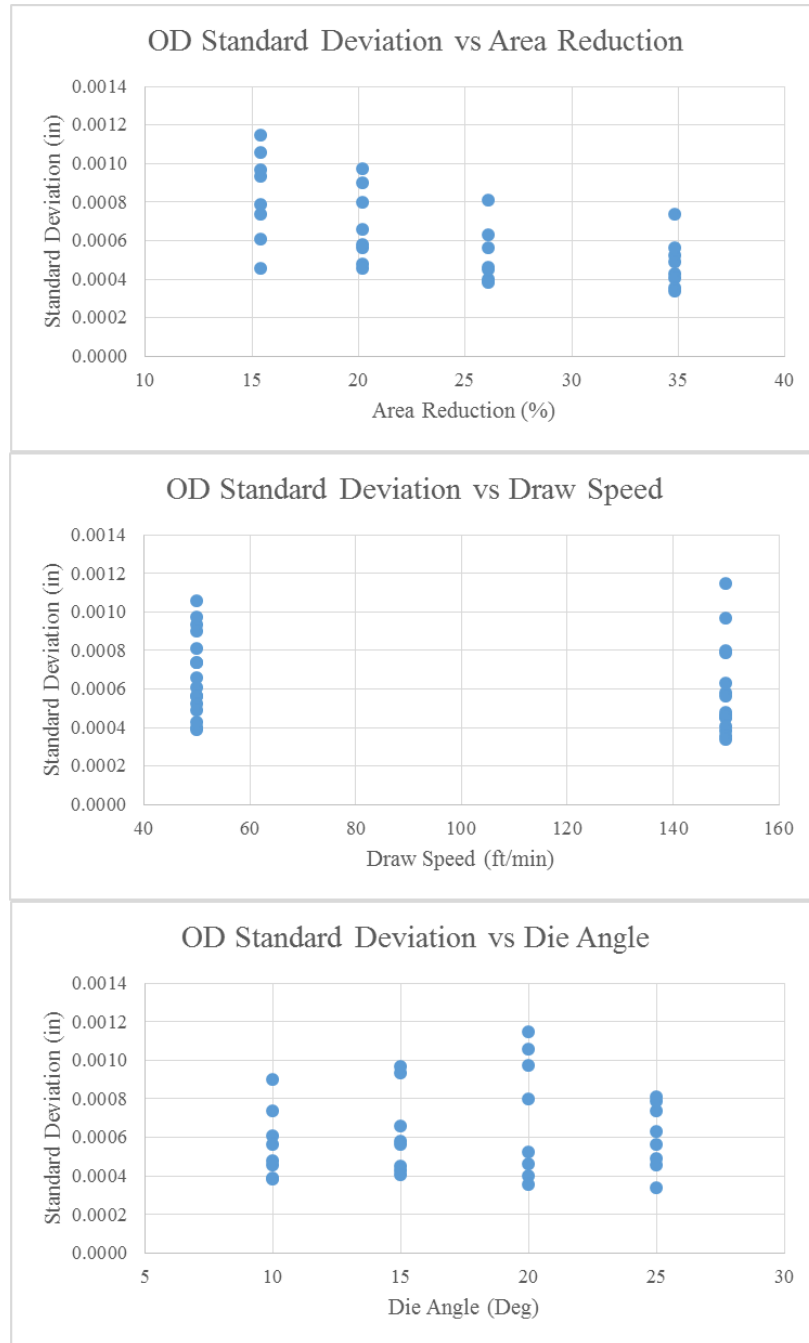 OD Standard Deviation vs Area Reduction
0.0014
0.0012
0.0010
0.0008
0.0006
0.0004
0.0002
0.0000
Standard Deviation (in)
10 15 20 25 30 35 40
Area Reduction (%)
OD Standard Deviation vs Draw Speed
0.0014
0.0012
0.0010
0.0008
0.0006
0.0004
0.0002
0.0000
Standard Deviation (in)
40 60 80 100 120 140 160
Draw Speed (ft/min)
OD Standard Deviation vs Die Angle
0.0014
0.0012
0.0010
0.0008
0.0006
0.0004
0.0002
0.0000
Standard Deviation (in)
5 10 15 20 25 30
Die Angle (Deg)